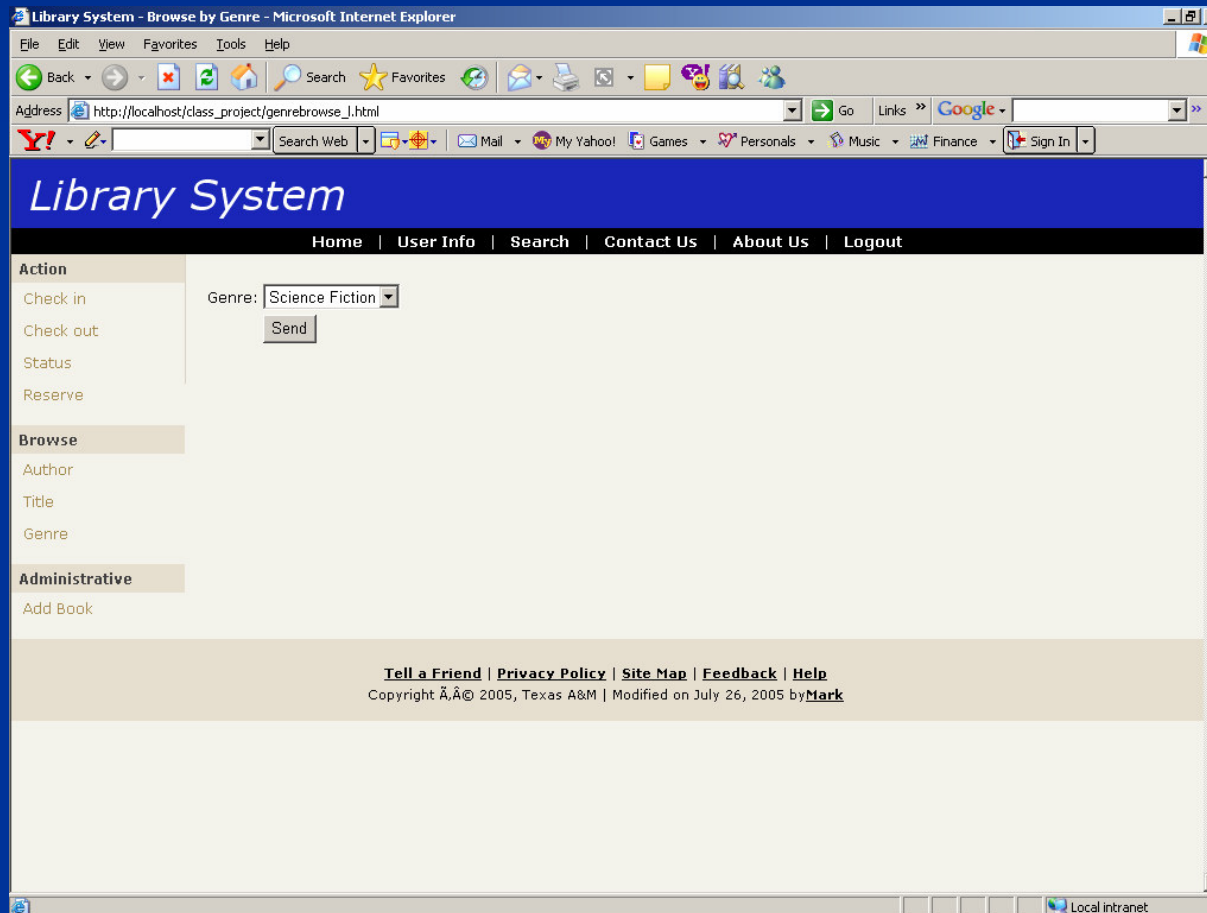 Library System - Browse by Genre - Microsoft Internet Explorer
File Edit View Favorites Tools Help
Back Search Favorites
Address http://localhost/class_project/genrebrowse_l.html Go Links » Google »
Y! Search Web Mail My Yahoo! Games Personals Music Finance Sign In
Library System
Home | User Info | Search | Contact Us | About Us | Logout
Action
Check in
Check out
Status
Reserve
Genre: Science Fiction
Send
Browse
Author
Title
Genre
Administrative
Add Book
Tell a Friend | Privacy Policy | Site Map | Feedback | Help
Copyright Ã‚Â© 2005, Texas A&M | Modified on July 26, 2005 byMark
Local intranet